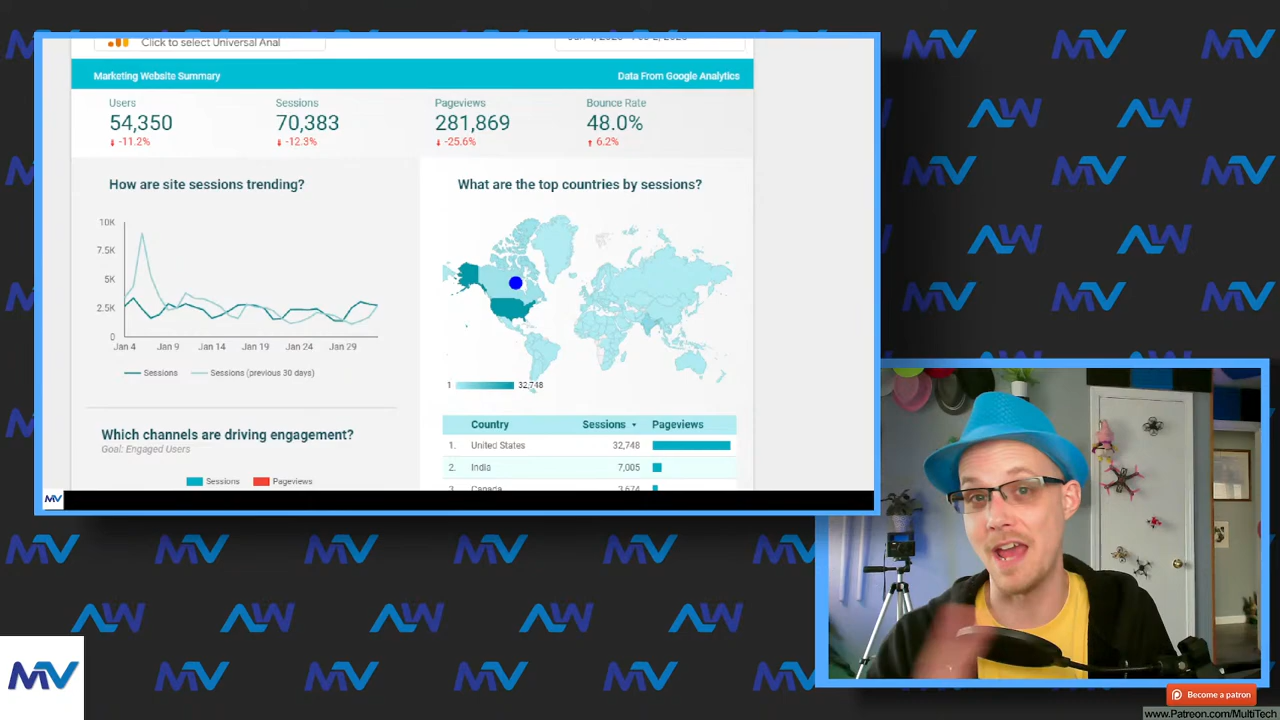 Click to select Universal Anal
Marketing Website Summary
Data From Google Analytics
Users
Sessions
Pageviews
Bounce Rate
54,350
70,383
281,869
48.0%
-11.2%
-12.3%
-25.6%
6.2%
How are site sessions trending?
10K
7.5K
5K
2.5K
0
Jan 4
Jan 9
Jan 14
Jan 19
Jan 24
Jan 29
Sessions
Sessions (previous 30 days)
What are the top countries by sessions?
1
32,748
Which channels are driving engagement?
Goal: Engaged Users
Sessions
Pageviews
Country
Sessions
Pageviews
1. United States 32,748
2. India 7,005
3. Canada 3,674
MV
MV
Become a patron
www.Patreon.com/MultiTech